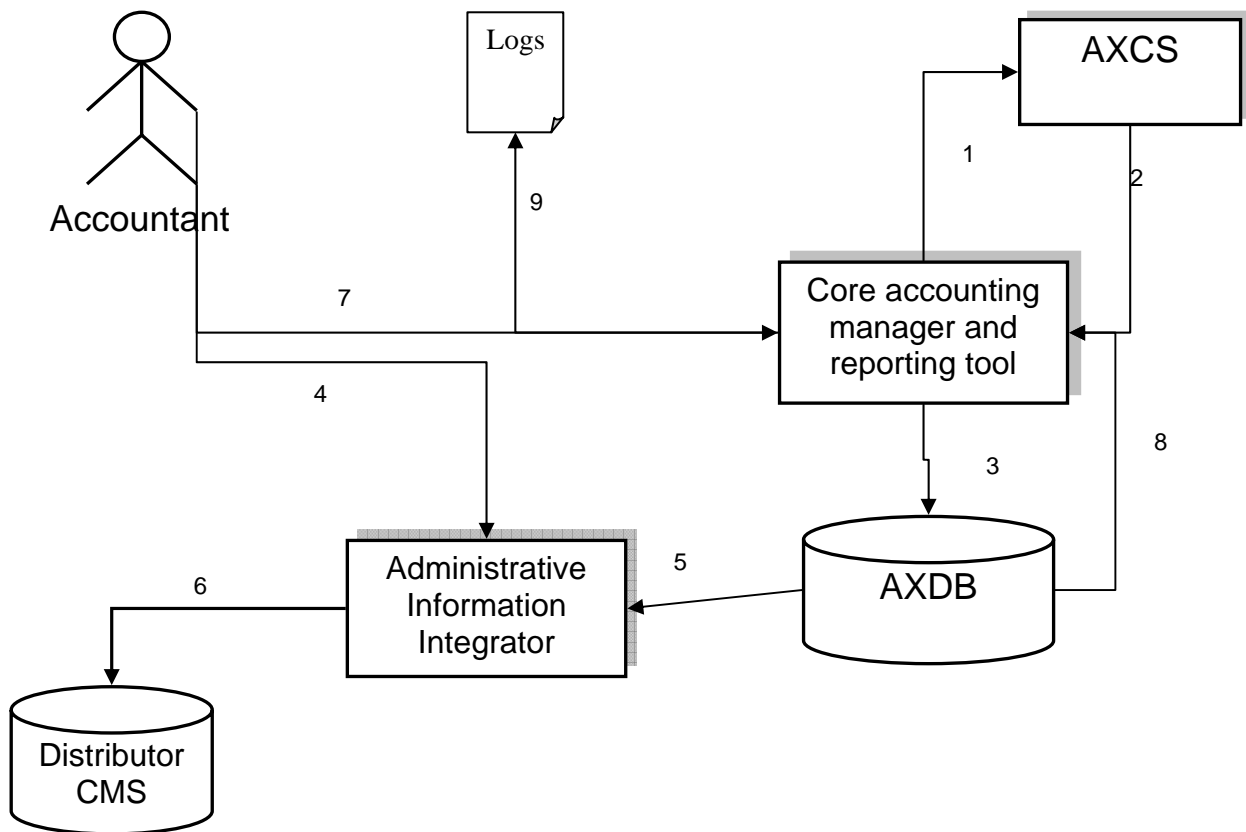 Logs
AXCS
1
2
Accountant
9
Core accounting
manager and
reporting tool
7
4
8
3
5
Administrative
Information
Integrator
AXDB
6
Distributor
CMS